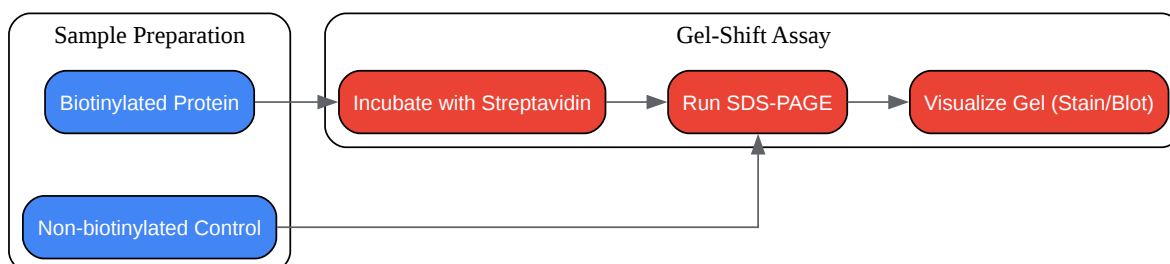 Sample Preparation
Gel-Shift Assay
Biotinylated Protein
Incubate with Streptavidin
Run SDS-PAGE
Visualize Gel (Stain/Blot)
Non-biotinylated Control